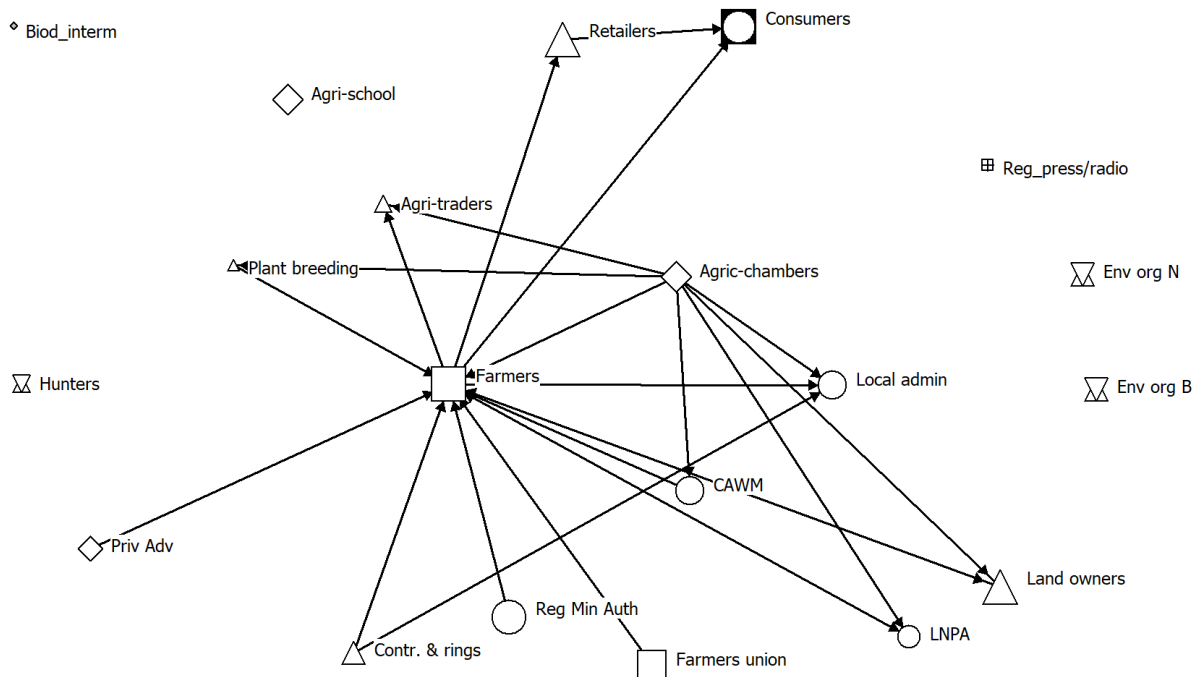 Consumers
Biod_interm
Retailers
Agri-school
Reg_press/radio
Agri-traders
Plant breeding
Agric-chambers
Env org N
Hunters
Farmers
Local admin
Env org B
CAWM
Priv Adv
Land owners
Reg Min Auth
LNPA
Contr. & rings
Farmers union